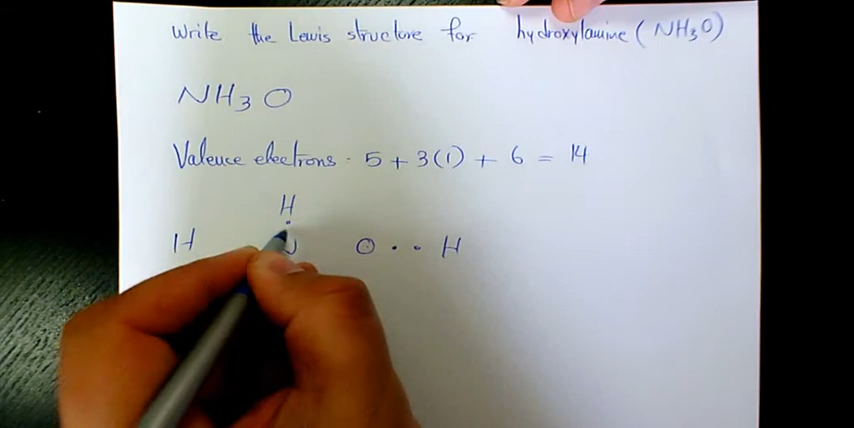 Write the Lewis structure for hydroxylamine (NH3O)
NH3O
Valence electrons. 5 + 3(1) + 6 = 14
H
H O .. H